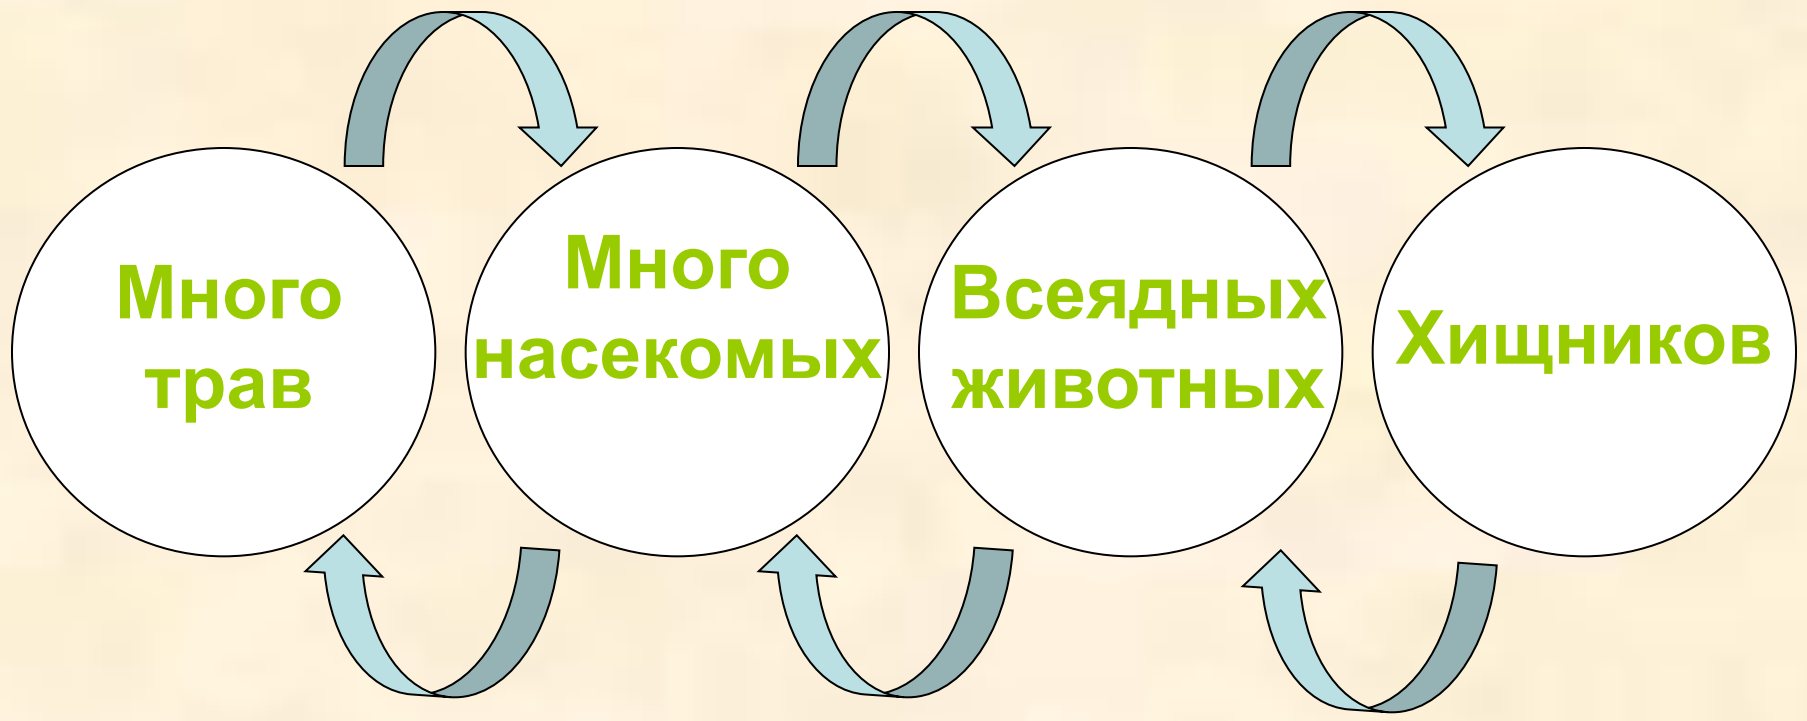 Много
трав
Много
насекомых
Всеядных
животных
Хищников